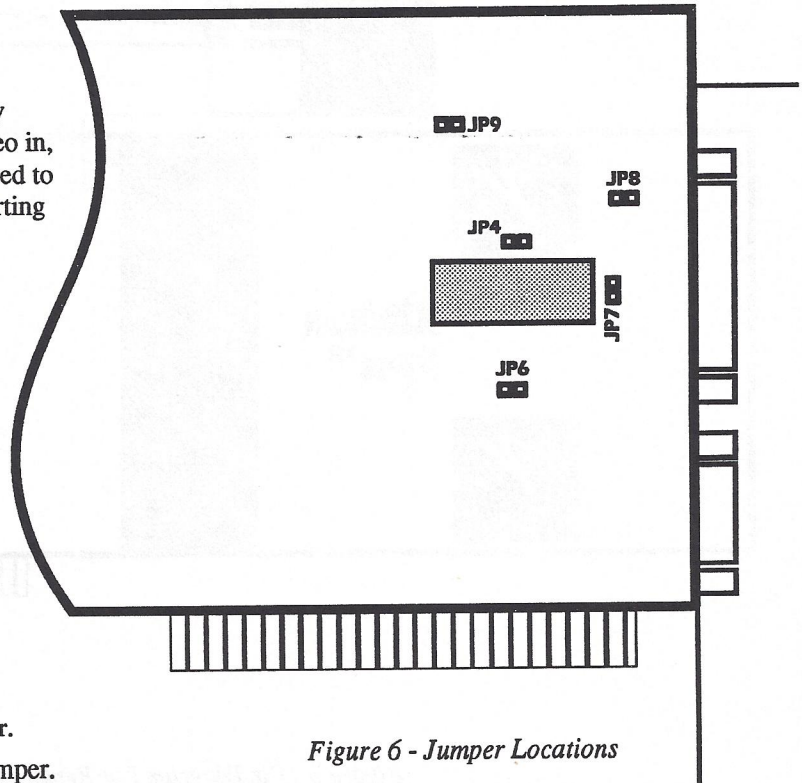 eo in,
ed to
rting
JP9
JP8
JP4
JP7
JP6
r.
mper.
Figure 6 - Jumper Locations